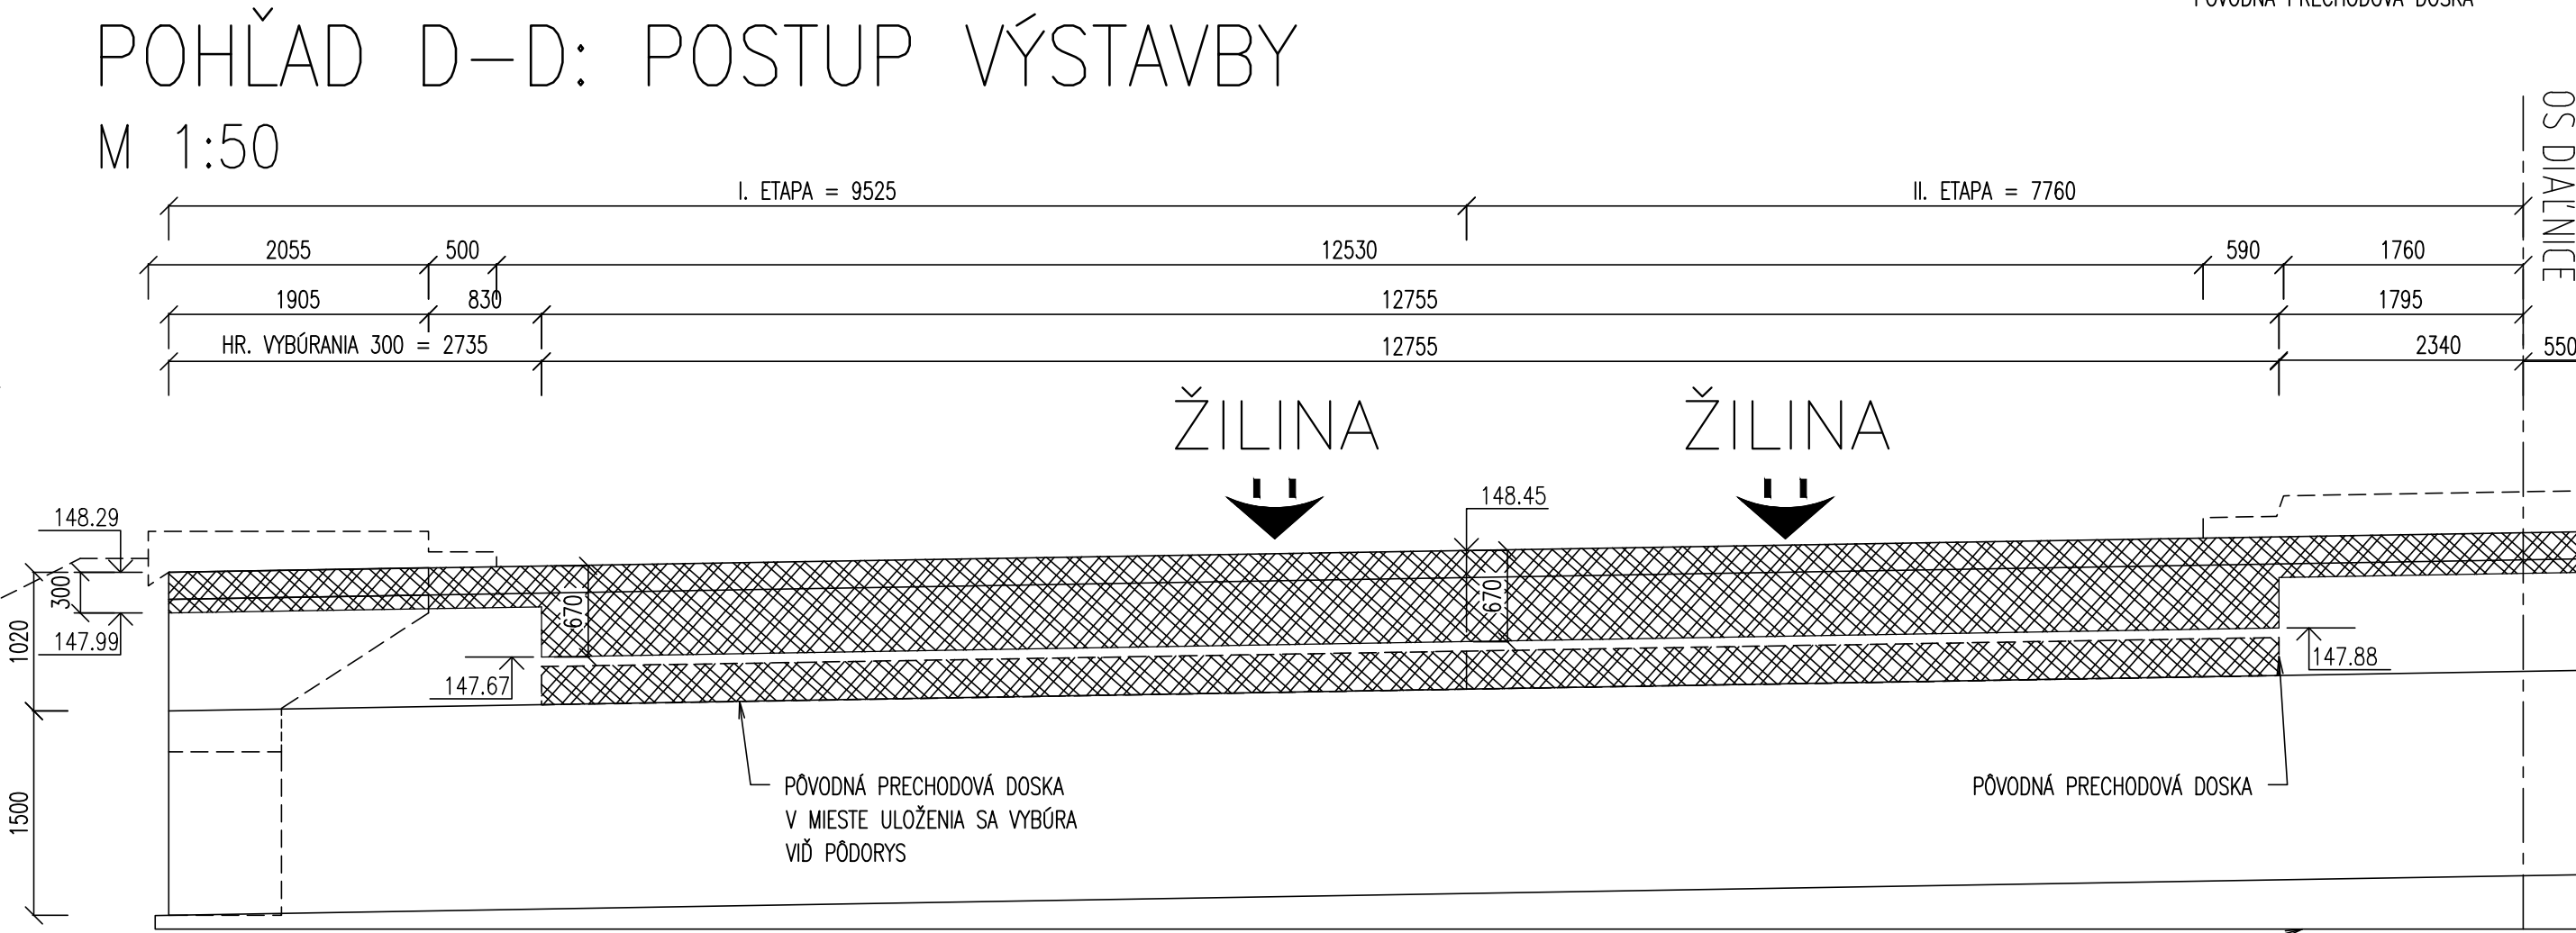 PÔVODNÁ PRECHODOVÁ DOSKA
POHĽAD D-D: POSTUP VÝSTAVBY
M 1:50
OS DIAĽNICE
I. ETAPA = 9525
II. ETAPA = 7760
2055 500 12530 590 1760
1905 830 12755 1795
HR. VYBÚRANIA 300 = 2735 12755 2340 550
ŽILINA ŽILINA
148.29
148.45
300
670
670
1020
147.99
147.67
147.88
1500
PÔVODNÁ PRECHODOVÁ DOSKA
V MIESTE ULOŽENIA SA VYBÚRA
VIĎ PÔDORYS
PÔVODNÁ PRECHODOVÁ DOSKA